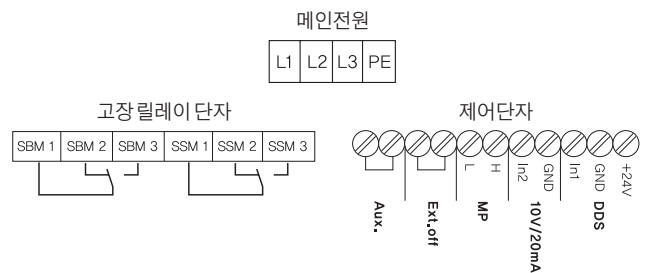 메인전원
L1 L2 L3 PE
고장 릴레이 단자
제어단자
SBM 1 SBM 2 SBM 3 SSM 1 SSM 2 SSM 3
L H In2 GND In1 GND +24V
Aux. Ext.off MP 10V/20mA DDS